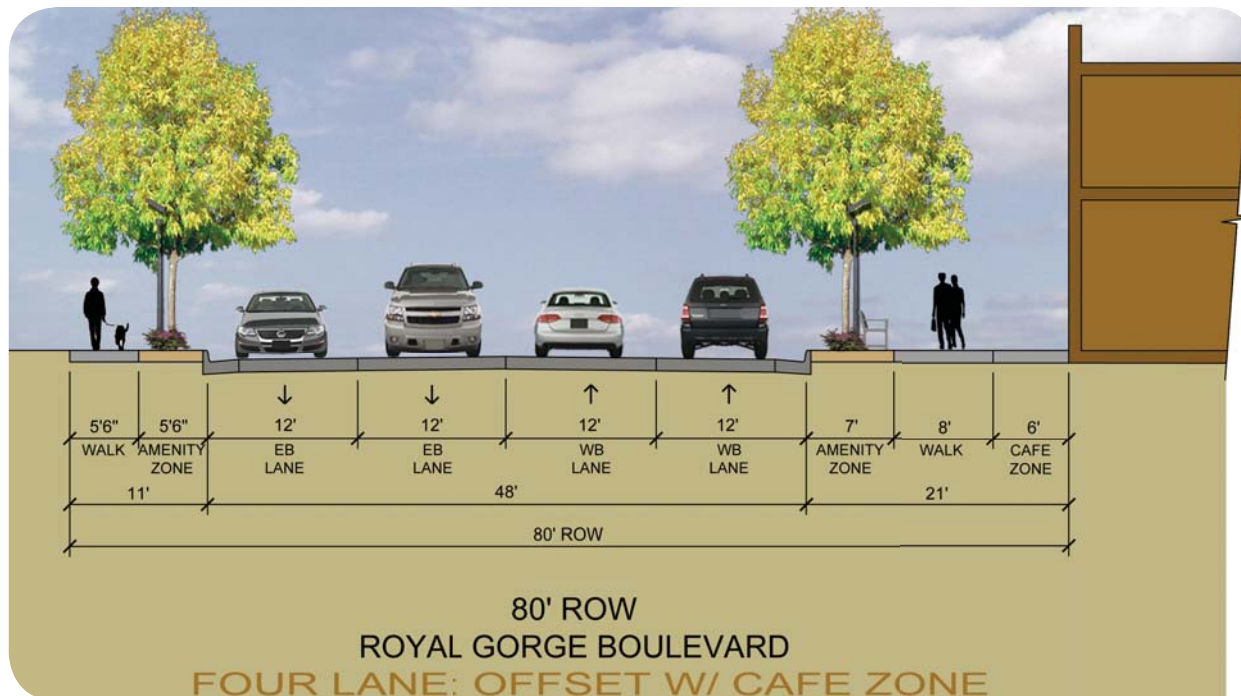 5'6" 5'6" 12' 12' 12' 12' 7' 8' 6'
WALK AMENITY ZONE EB LANE EB LANE WB LANE WB LANE AMENITY ZONE WALK CAFE ZONE
11' 48' 21'
80' ROW
80' ROW
ROYAL GORGE BOULEVARD
FOUR LANE: OFFSET W/ CAFE ZONE